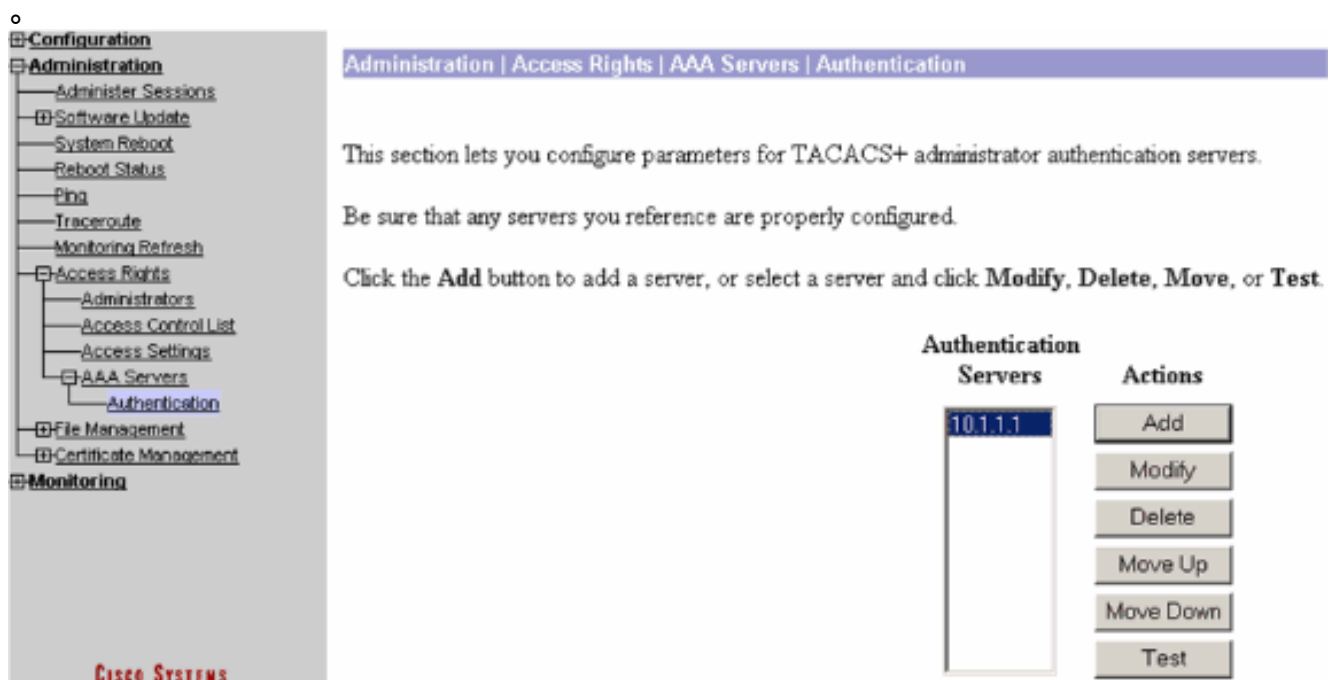 。
Configuration
Administration
Administer Sessions
Software Update
System Reboot
Reboot Status
Ping
Traceroute
Monitoring Refresh
Access Rights
Administrators
Access Control List
Access Settings
AAA Servers
Authentication
File Management
Certificate Management
Monitoring
CISCO SYSTEMS
Administration | Access Rights | AAA Servers | Authentication
This section lets you configure parameters for TACACS+ administrator authentication servers.
Be sure that any servers you reference are properly configured.
Click the Add button to add a server, or select a server and click Modify, Delete, Move, or Test.
Authentication
Servers
Actions
10.1.1.1
Add
Modify
Delete
Move Up
Move Down
Test